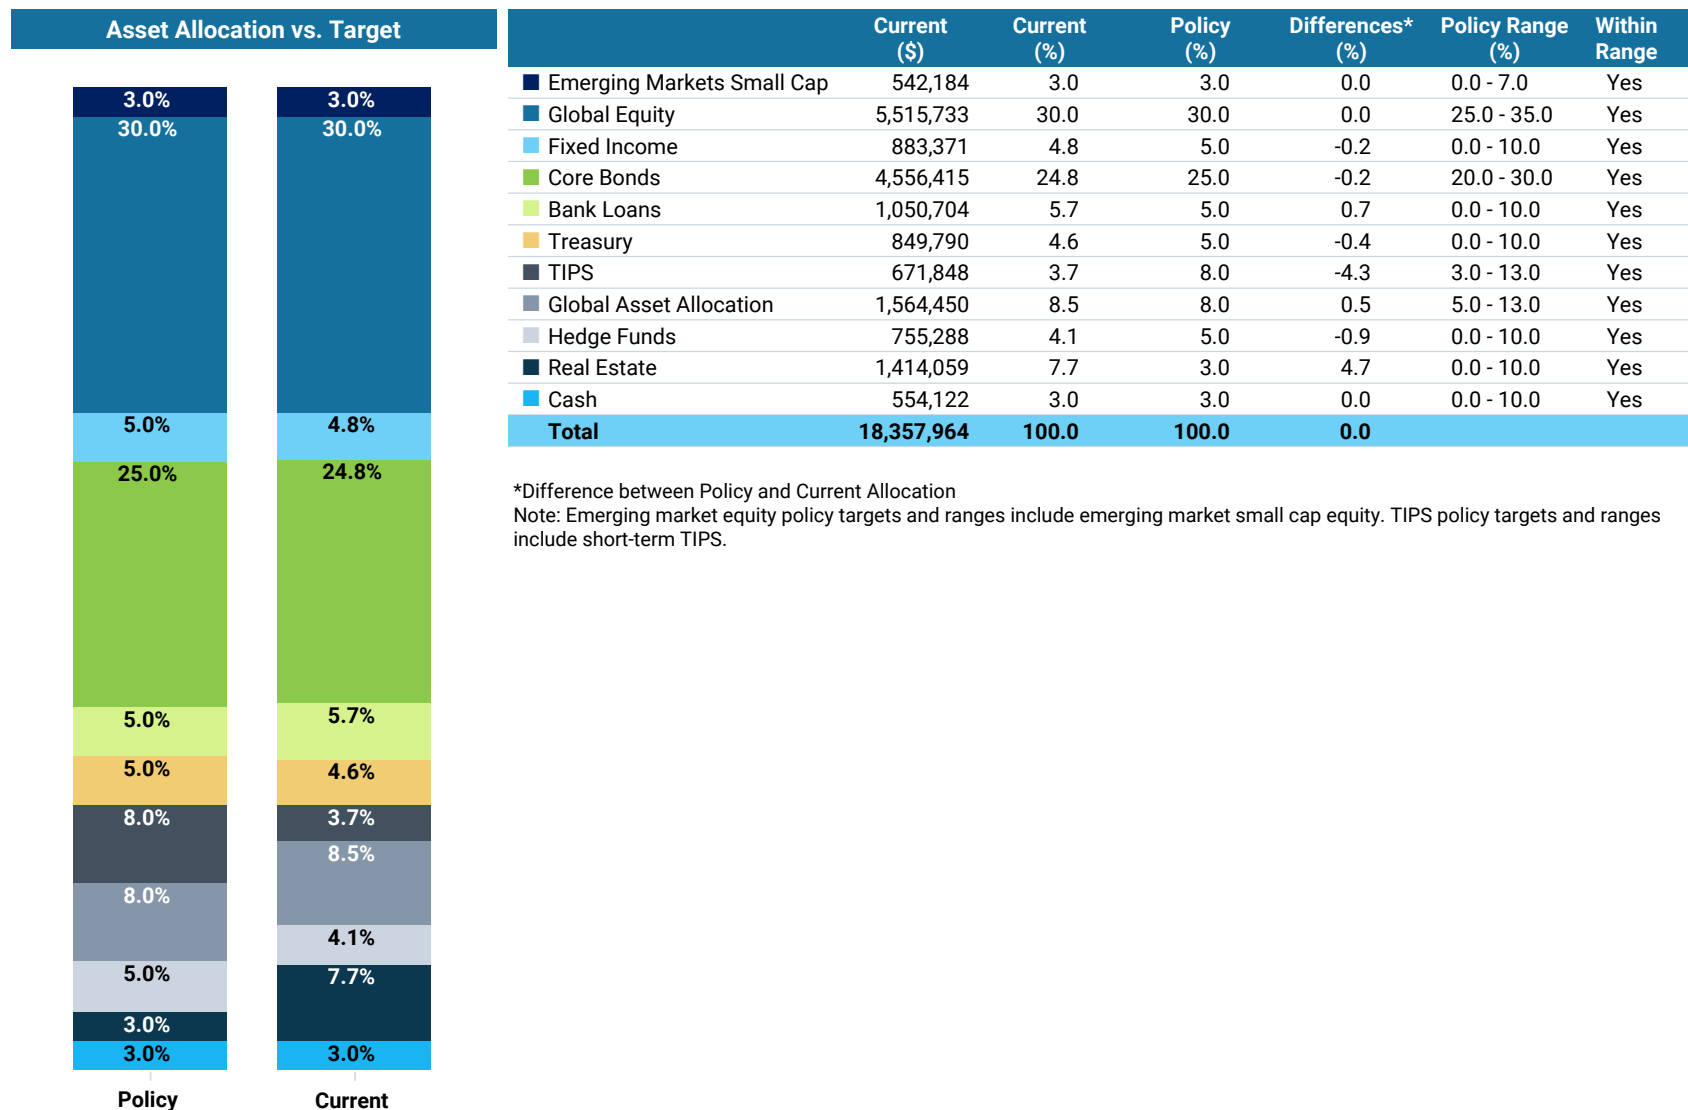 Asset Allocation vs. Target
3.0% 3.0%
30.0% 30.0%
5.0% 4.8%
25.0% 24.8%
5.0% 5.7%
5.0% 4.6%
8.0% 3.7%
8.5%
8.0%
4.1%
5.0% 7.7%
3.0%
3.0% 3.0%
Policy Current
Current Current Policy Differences* Policy Range Within
($) (%) (%) (%) (%) Range
Emerging Markets Small Cap 542,184 3.0 3.0 0.0 0.0 - 7.0 Yes
Global Equity 5,515,733 30.0 30.0 0.0 25.0 - 35.0 Yes
Fixed Income 883,371 4.8 5.0 -0.2 0.0 - 10.0 Yes
Core Bonds 4,556,415 24.8 25.0 -0.2 20.0 - 30.0 Yes
Bank Loans 1,050,704 5.7 5.0 0.7 0.0 - 10.0 Yes
Treasury 849,790 4.6 5.0 -0.4 0.0 - 10.0 Yes
TIPS 671,848 3.7 8.0 -4.3 3.0 - 13.0 Yes
Global Asset Allocation 1,564,450 8.5 8.0 0.5 5.0 - 13.0 Yes
Hedge Funds 755,288 4.1 5.0 -0.9 0.0 - 10.0 Yes
Real Estate 1,414,059 7.7 3.0 4.7 0.0 - 10.0 Yes
Cash 554,122 3.0 3.0 0.0 0.0 - 10.0 Yes
Total 18,357,964 100.0 100.0 0.0
*Difference between Policy and Current Allocation
Note: Emerging market equity policy targets and ranges include emerging market small cap equity. TIPS policy targets and ranges
include short-term TIPS.